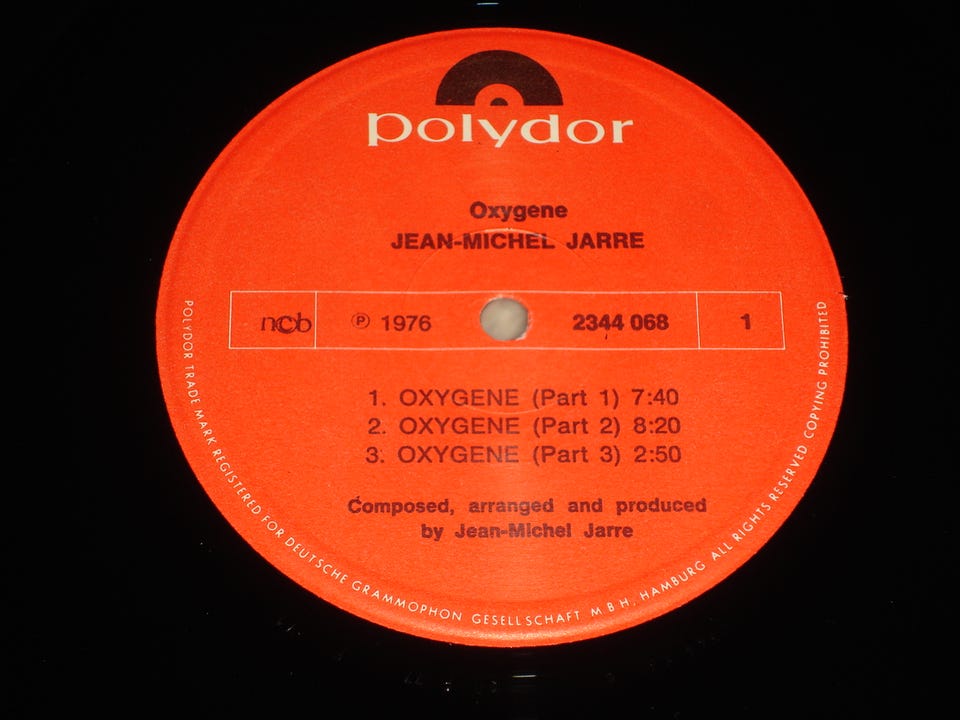 polydor
Oxygene
JEAN-MICHEL JARRE
ncb ℗ 1976 2344 068 1
1. OXYGENE (Part 1) 7:40
2. OXYGENE (Part 2) 8:20
3. OXYGENE (Part 3) 2:50
Composed, arranged and produced
by Jean-Michel Jarre
POLYDOR TRADE MARK REGISTERED FOR DEUTSCHE GRAMMOPHON GESELLSCHAFT M B H, HAMBURG ALL RIGHTS RESERVED COPYING PROHIBITED